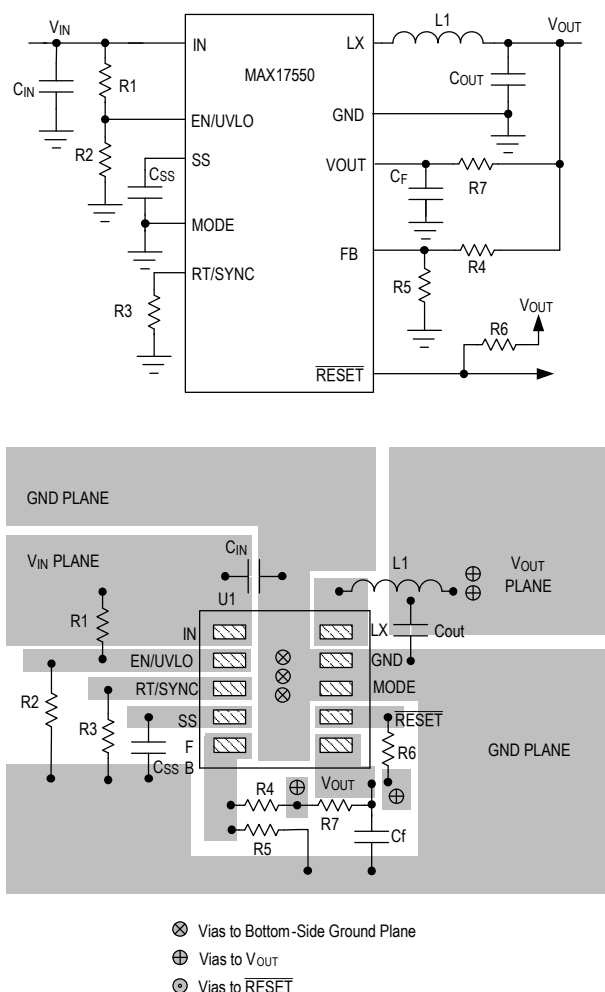 VIN
CIN
R1
R2
CSS
R3
IN
EN/UVLO
SS
MODE
RT/SYNC
MAX17550
LX
GND
VOUT
FB
RESET
L1
COUT
VOUT
CF
R7
R4
R5
VOUT
R6
GND PLANE
VIN PLANE
CIN
U1
L1
VOUT
PLANE
R1
IN
LX
Cout
EN/UVLO
GND
R2
RT/SYNC
MODE
R3
SS
RESET
CSS
F
B
R6
GND PLANE
R4
VOUT
R7
R5
Cf
Vias to Bottom-Side Ground Plane
Vias to VOUT
Vias to RESET